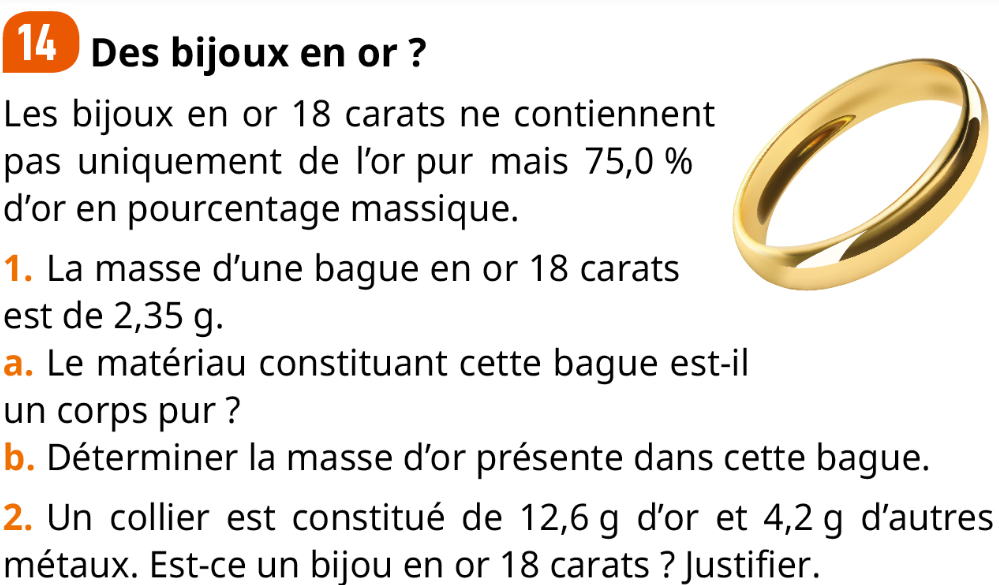 14 Des bijoux en or ?
Les bijoux en or 18 carats ne contiennent
pas uniquement de l’or pur mais 75,0 %
d’or en pourcentage massique.
1. La masse d’une bague en or 18 carats
est de 2,35 g.
a. Le matériau constituant cette bague est-il
un corps pur ?
b. Déterminer la masse d’or présente dans cette bague.
2. Un collier est constitué de 12,6 g d’or et 4,2 g d’autres
métaux. Est-ce un bijou en or 18 carats ? Justifier.